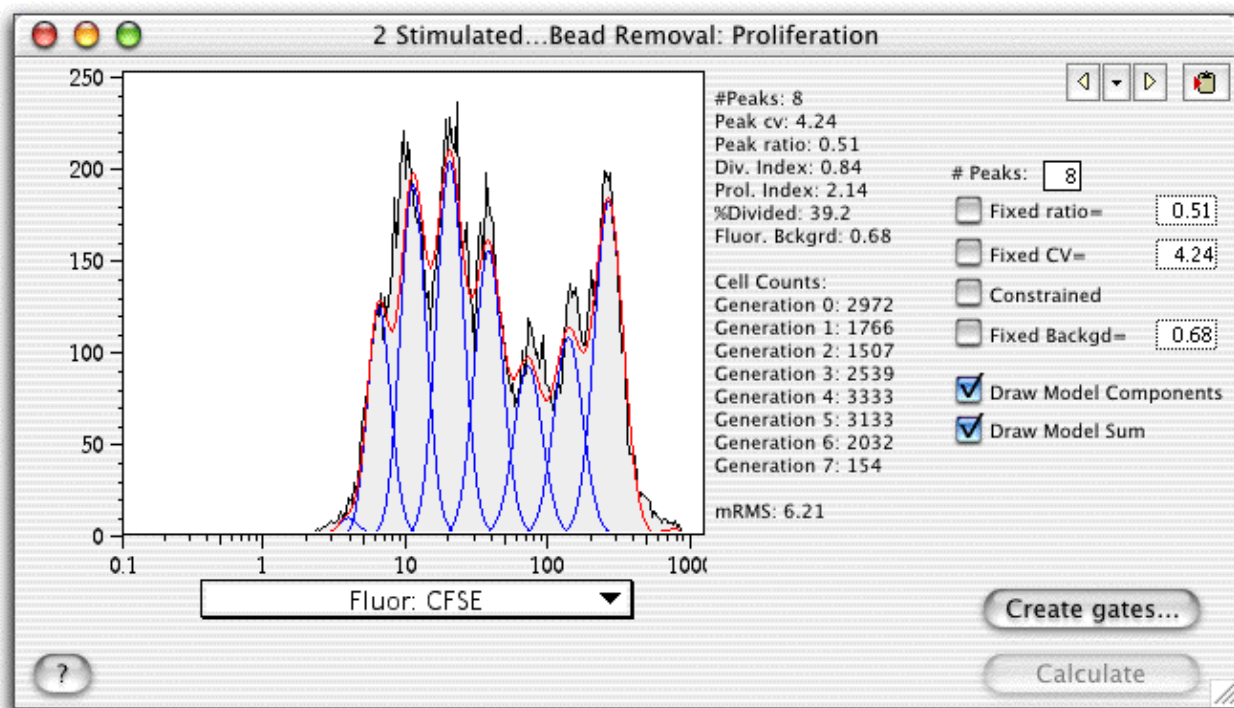 2 Stimulated...Bead Removal: Proliferation
250
200
150
100
50
0
0.1 1 10 100 1000
Fluor: CFSE
#Peaks: 8
Peak cv: 4.24
Peak ratio: 0.51
Div. Index: 0.84
Prol. Index: 2.14
%Divided: 39.2
Fluor. Bckgrd: 0.68
Cell Counts:
Generation 0: 2972
Generation 1: 1766
Generation 2: 1507
Generation 3: 2539
Generation 4: 3333
Generation 5: 3133
Generation 6: 2032
Generation 7: 154
mRMS: 6.21
# Peaks: 8
Fixed ratio= 0.51
Fixed CV= 4.24
Constrained
Fixed Backgd= 0.68
Draw Model Components
Draw Model Sum
Create gates...
Calculate
?